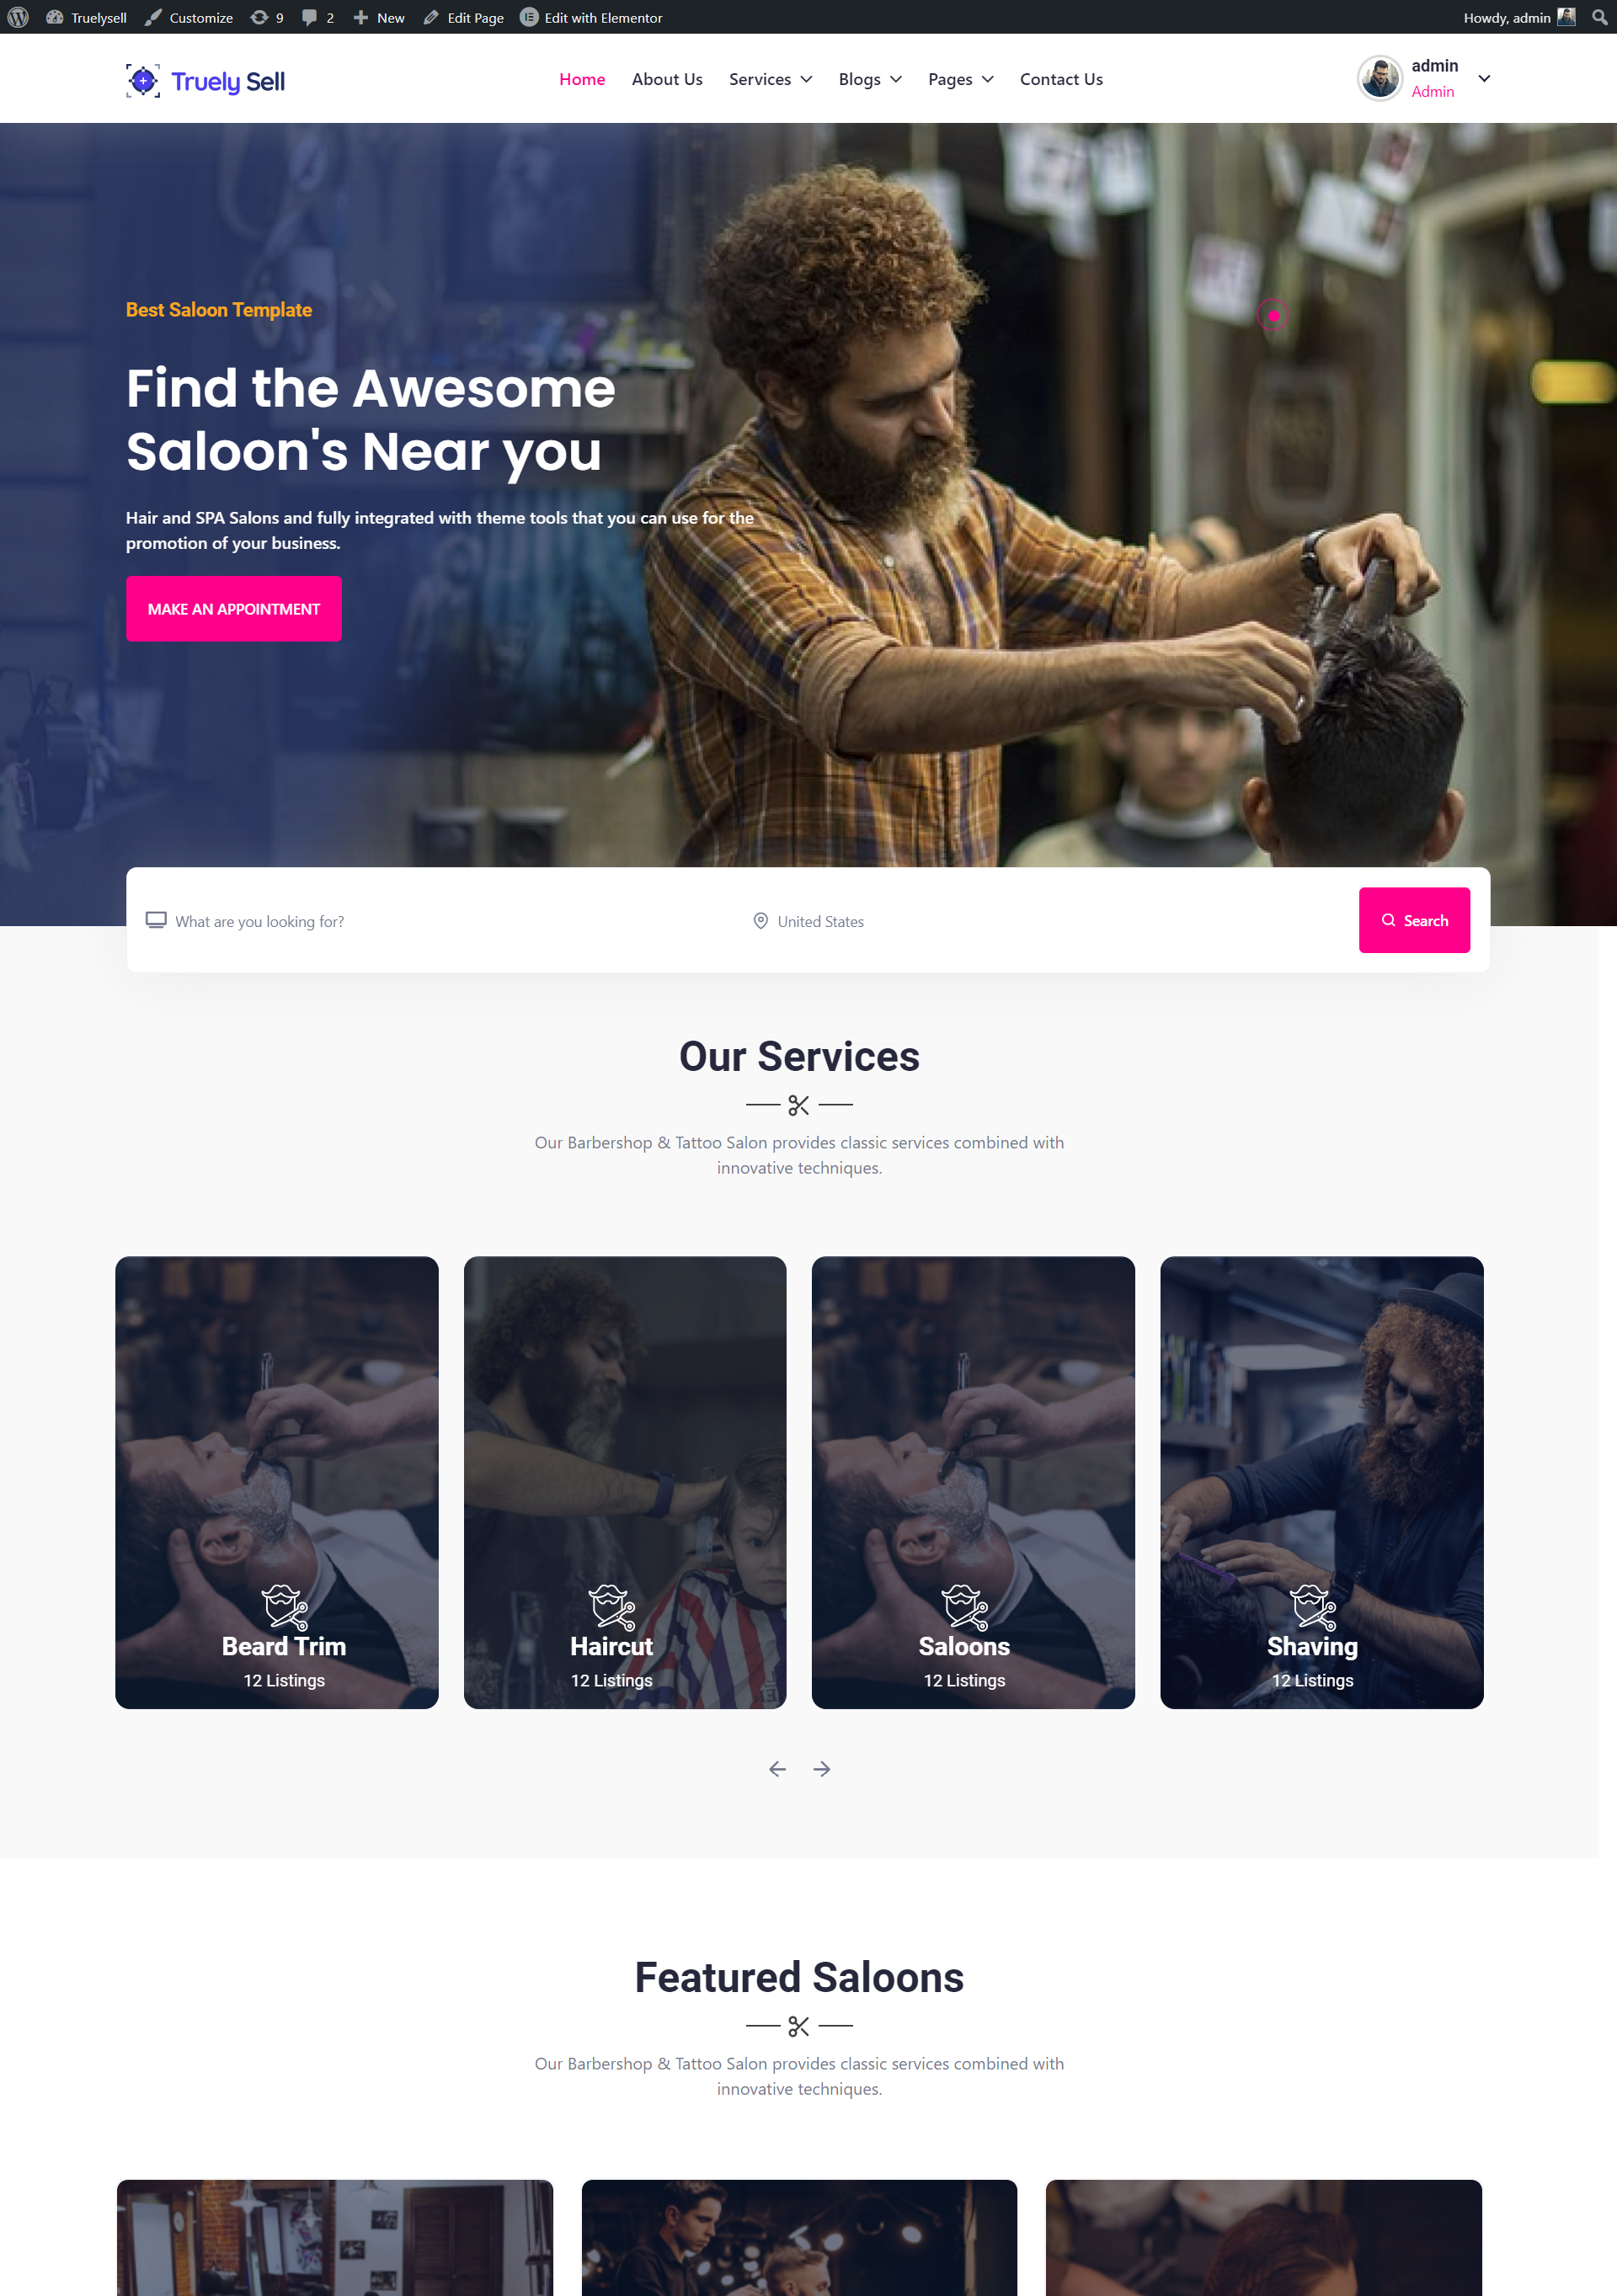 Truelysell Customize 9 2 New Edit Page Edit with Elementor Howdy, admin
Truely Sell Home About Us Services Blogs Pages Contact Us admin
Admin
Best Saloon Template
Find the Awesome
Saloon's Near you
Hair and SPA Salons and fully integrated with theme tools that you can use for the
promotion of your business.
MAKE AN APPOINTMENT
What are you looking for? United States Search
Our Services
Our Barbershop & Tattoo Salon provides classic services combined with
innovative techniques.
Beard Trim Haircut Saloons Shaving
12 Listings 12 Listings 12 Listings 12 Listings
Featured Saloons
Our Barbershop & Tattoo Salon provides classic services combined with
innovative techniques.